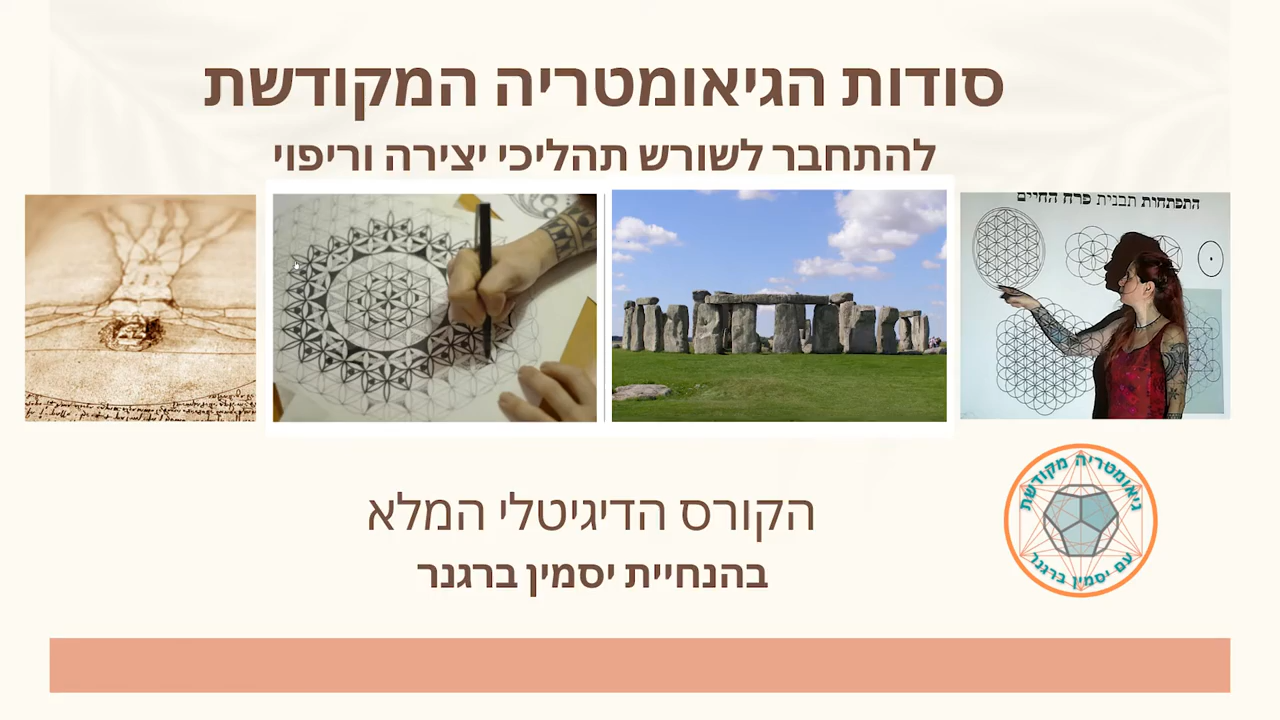 סודות הגיאומטריה המקודשת
להתחבר לשורש תהליכי יצירה וריפוי
התפתחות תבנית פרח החיים
הקורס הדיגיטלי המלא
בהנחיית יסמין ברגנר
גיאומטריה מקודשת
עם יסמין ברגנר